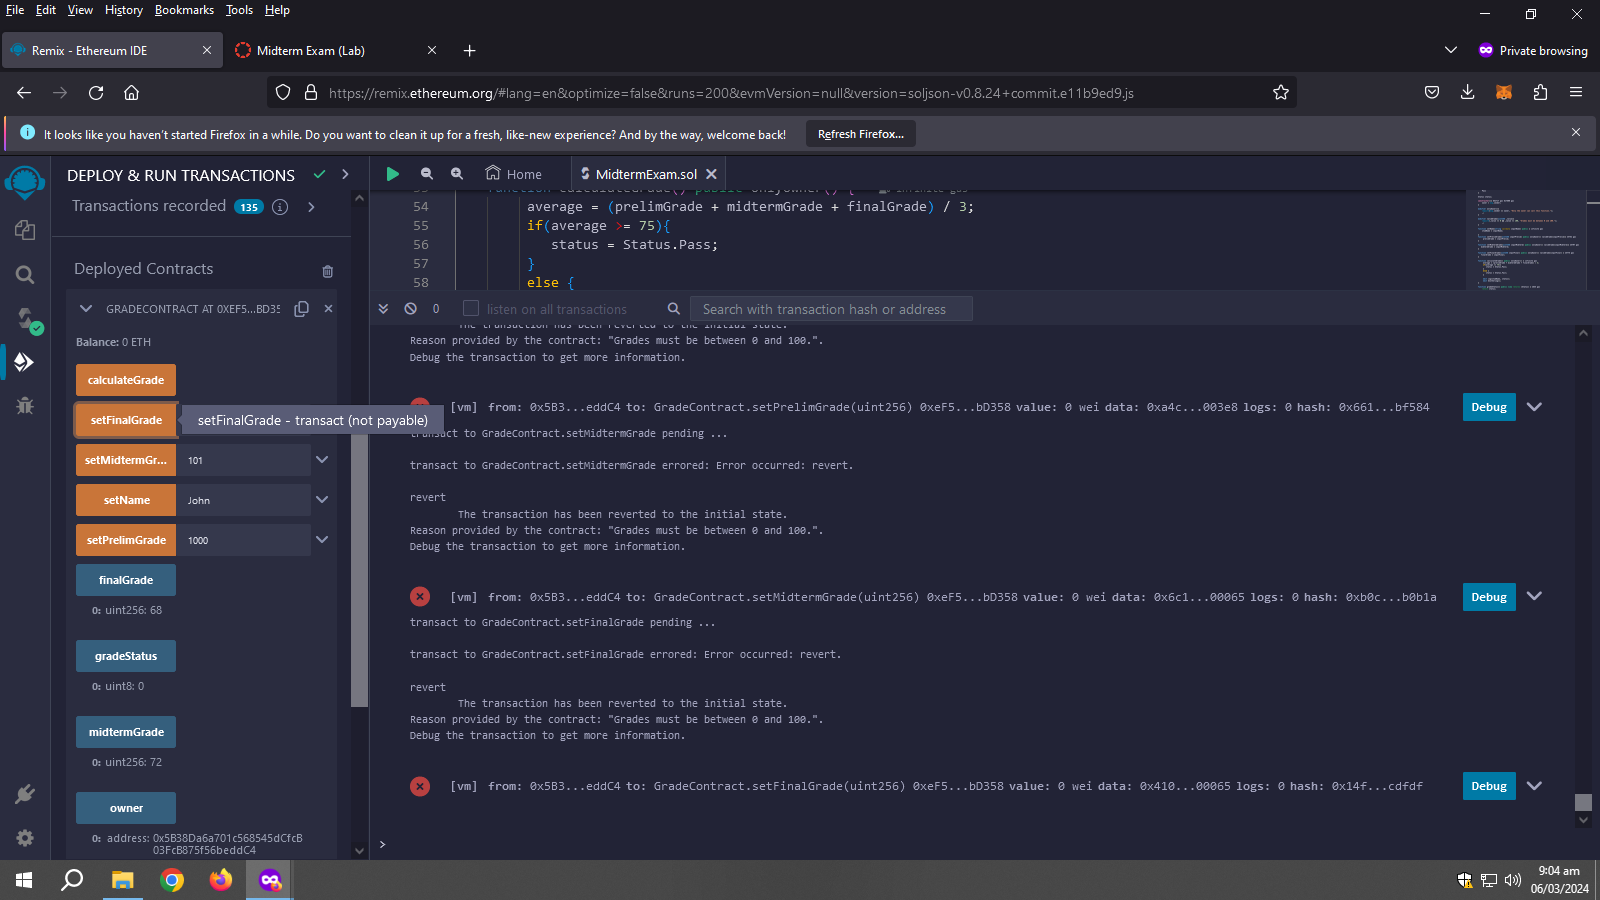 File Edit View History Bookmarks Tools Help
Remix - Ethereum IDE
Midterm Exam (Lab)
Private browsing
https://remix.ethereum.org/#lang=en&optimize=false&runs=200&evmVersion=null&version=soljson-v0.8.24+commit.e11b9ed9.js
It looks like you haven't started Firefox in a while. Do you want to clean it up for a fresh, like-new experience? And by the way, welcome back!
Refresh Firefox...
DEPLOY & RUN TRANSACTIONS
Transactions recorded 135
Deployed Contracts
GRADECONTRACT AT 0XEF5...BD35
Balance: 0 ETH
calculateGrade
setFinalGrade
setFinalGrade - transact (not payable)
setMidtermGr... 101
setName John
setPrelimGrade 1000
finalGrade
0: uint256: 68
gradeStatus
0: uint8: 0
midtermGrade
0: uint256: 72
owner
0: address: 0x5B38Da6a701c568545dCfcB
03FcB875f56beddC4
Home
MidtermExam.sol
54 average = (prelimGrade + midtermGrade + finalGrade) / 3;
55 if(average >= 75){
56 status = Status.Pass;
57 }
58 else {
0 listen on all transactions
Search with transaction hash or address
The transaction has been reverted to the initial state.
Reason provided by the contract: "Grades must be between 0 and 100.".
Debug the transaction to get more information.
[vm] from: 0x5B3...eddC4 to: GradeContract.setPrelimGrade(uint256) 0xeF5...bD358 value: 0 wei data: 0xa4c...003e8 logs: 0 hash: 0x661...bf584
Debug
transact to GradeContract.setMidtermGrade pending ...
transact to GradeContract.setMidtermGrade errored: Error occurred: revert.
revert
The transaction has been reverted to the initial state.
Reason provided by the contract: "Grades must be between 0 and 100.".
Debug the transaction to get more information.
[vm] from: 0x5B3...eddC4 to: GradeContract.setMidtermGrade(uint256) 0xeF5...bD358 value: 0 wei data: 0x6c1...00065 logs: 0 hash: 0xb0c...b0b1a
Debug
transact to GradeContract.setFinalGrade pending ...
transact to GradeContract.setFinalGrade errored: Error occurred: revert.
revert
The transaction has been reverted to the initial state.
Reason provided by the contract: "Grades must be between 0 and 100.".
Debug the transaction to get more information.
[vm] from: 0x5B3...eddC4 to: GradeContract.setFinalGrade(uint256) 0xeF5...bD358 value: 0 wei data: 0x410...00065 logs: 0 hash: 0x14f...cdfdf
Debug
>
9:04 am
06/03/2024